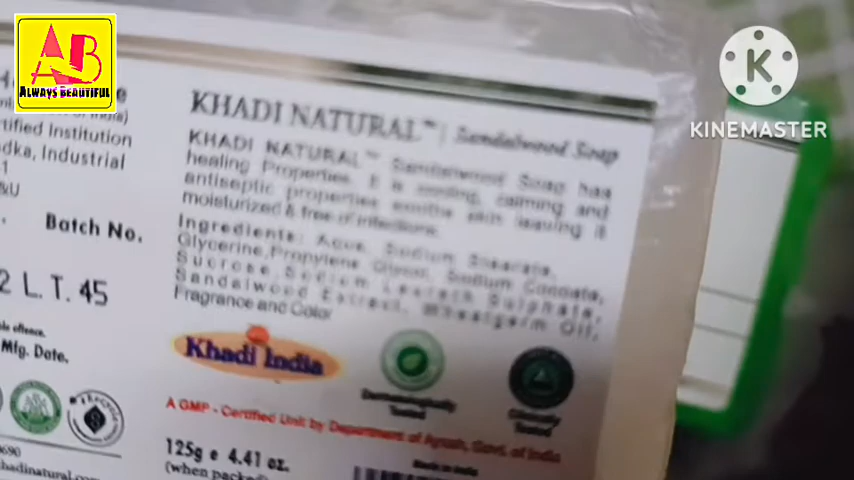 AB
ALWAYS BEAUTIFUL
K
KINEMASTER
rtified Institution
dka, Industrial
Batch No.
2 L.T. 45
Mfg. Date.
KHADI NATURAL™ | Sandalwood Soap
KHADI NATURAL™ Sandalwood Soap has
healing Properties. It is cooling, calming and
antiseptic properties soothe skin leaving it
moisturized & free of infections.
Ingredients: Aqua, Sodium Stearate,
Glycerine, Propylene Glycol, Sodium Cocoate,
Sucrose, Sodium Laureth Sulphate,
Sandalwood Extract, Wheatgerm Oil,
Fragrance and Color
Khadi India
Dermatologically
Tested
Clinically
Tested
A GMP - Certified Unit by Department of Ayush, Govt. of India
125g e 4.41 oz.
(when packed)
Made in India
hadinatural.com